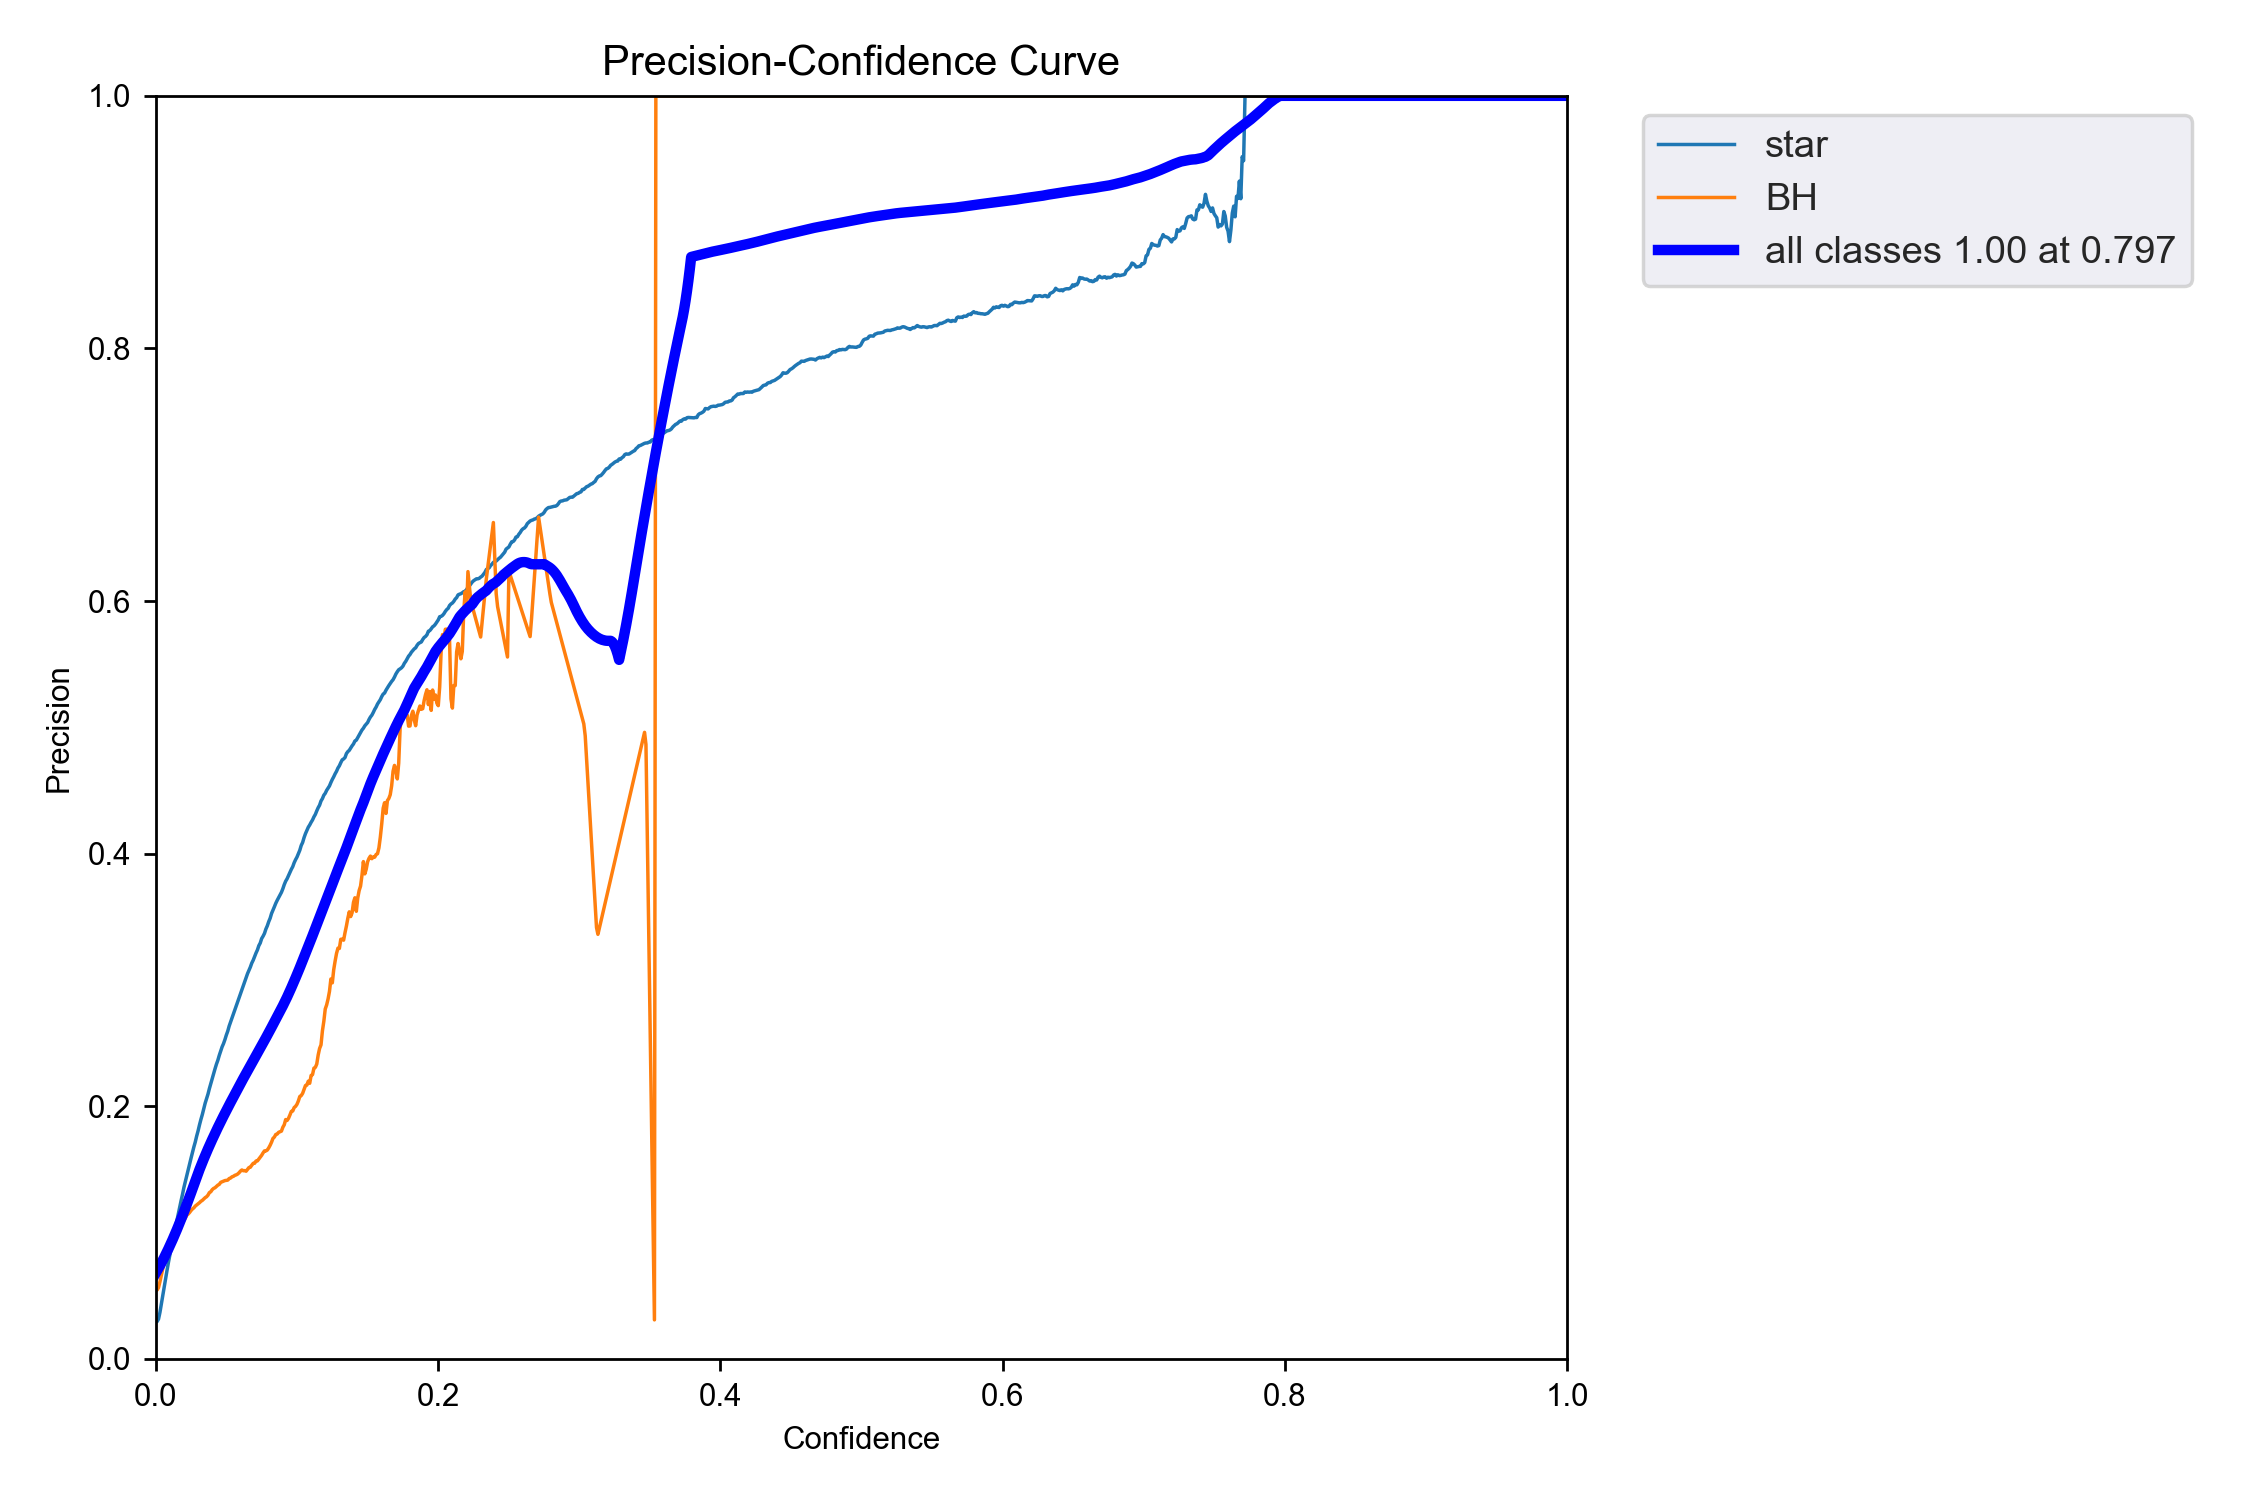 Precision-Confidence Curve
1.0
0.8
0.6
0.4
0.2
0.0
Precision
0.0 0.2 0.4 0.6 0.8 1.0
Confidence
star
BH
all classes 1.00 at 0.797